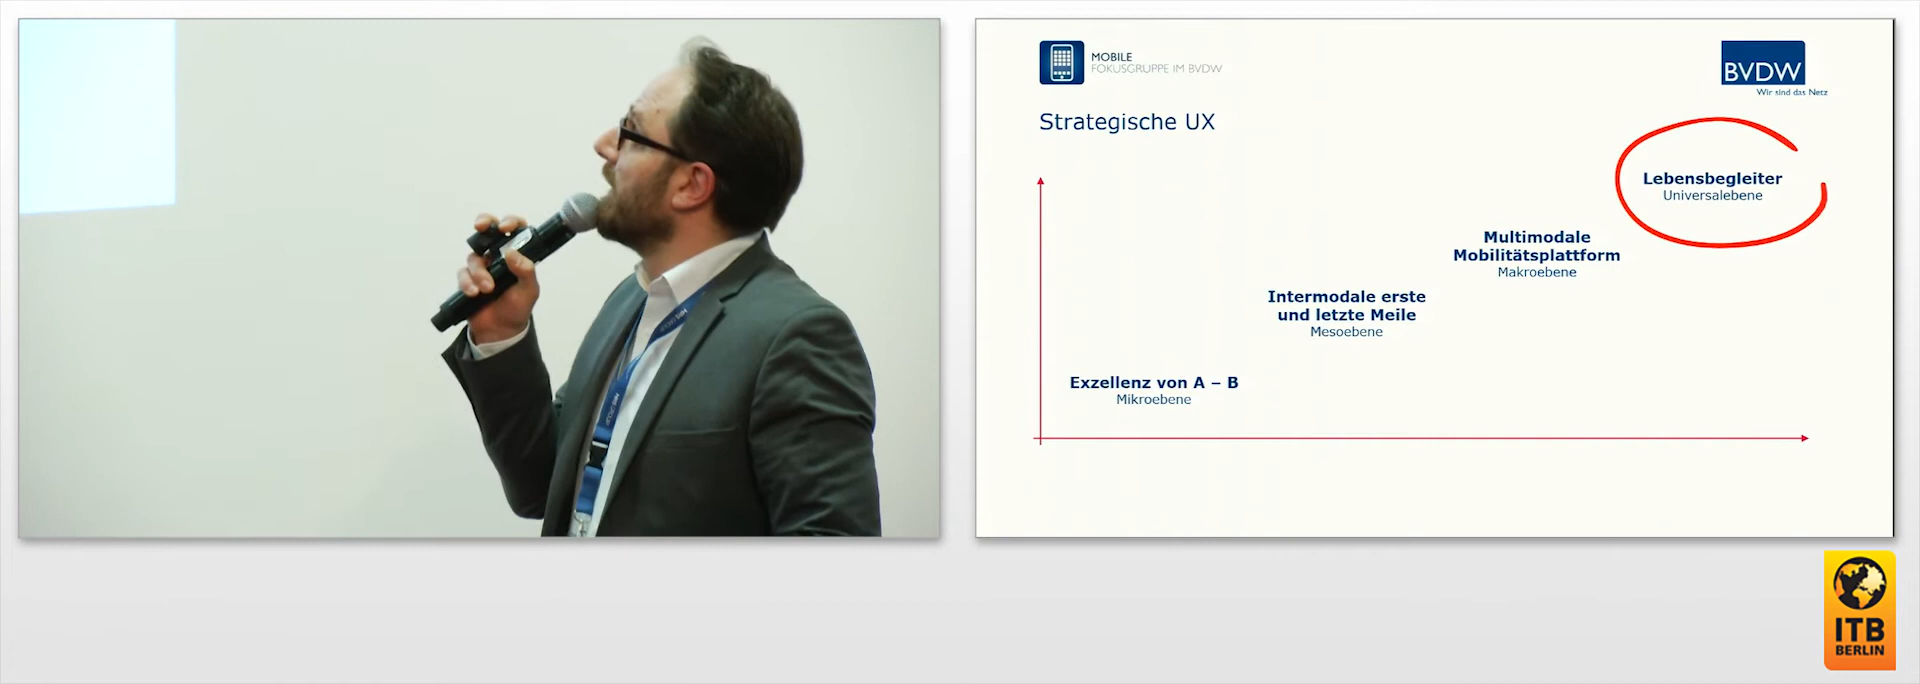 MOBILE
FOKUSGRUPPE IM BVDW
BVDW
Wir sind das Netz
Strategische UX
Lebensbegleiter
Universalebene
Multimodale
Mobilitätsplattform
Makroebene
Intermodale erste
und letzte Meile
Mesoebene
Exzellenz von A – B
Mikroebene
ITB
BERLIN